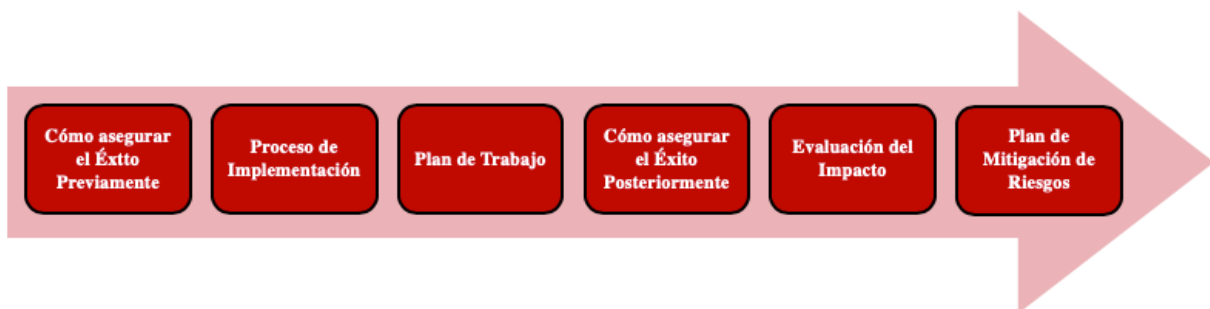 Cómo asegurar
el Éxtto
Previamente
Proceso de
Implementación
Plan de Trabajo
Cómo asegurar
el Éxito
Posteriormente
Evaluación del
Impacto
Plan de
Mitigación de
Riesgos